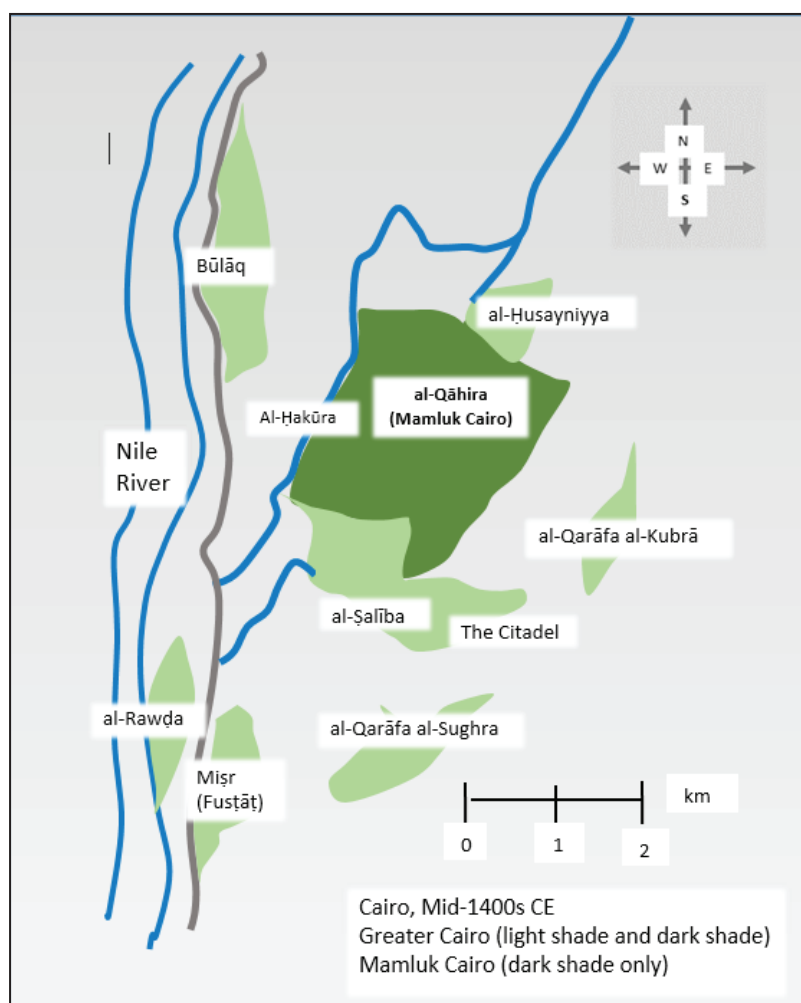 N
W E
S
Būlāq
al-Ḥusayniyya
al-Qāhira
(Mamluk Cairo)
Al-Ḥakūra
Nile
River
al-Qarāfa al-Kubrā
al-Ṣalība
The Citadel
al-Rawḍa
al-Qarāfa al-Sughra
Miṣr
(Fusṭāṭ)
km
0 1 2
Cairo, Mid-1400s CE
Greater Cairo (light shade and dark shade)
Mamluk Cairo (dark shade only)